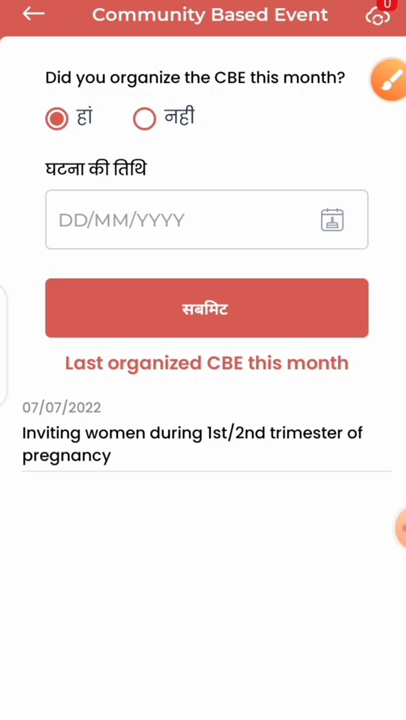 Community Based Event
0
Did you organize the CBE this month?
हां नही
घटना की तिथि
DD/MM/YYYY
सबमिट
Last organized CBE this month
07/07/2022
Inviting women during 1st/2nd trimester of
pregnancy